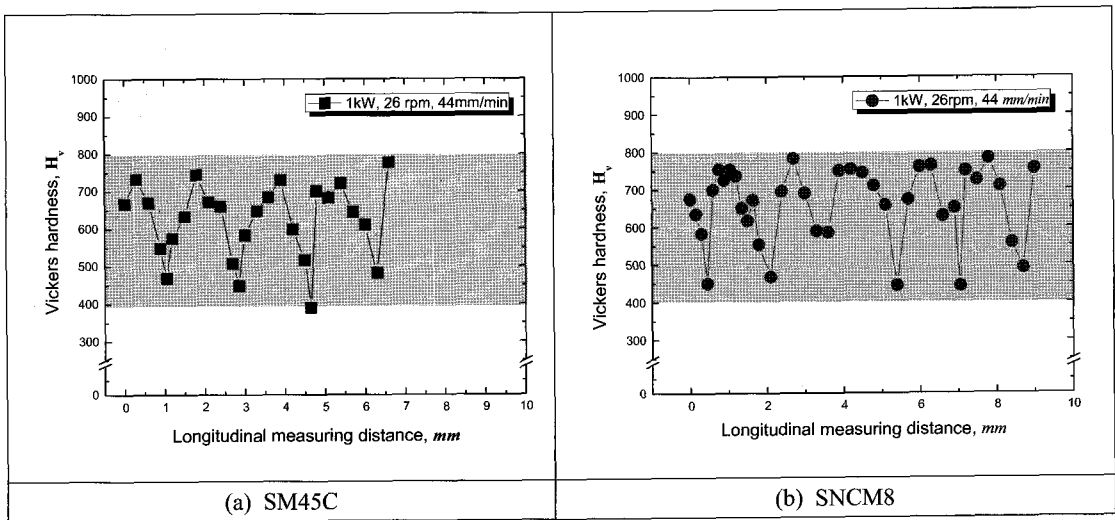 1000
900
800
700
600
500
400
300
0
Vickers hardness, Hv
1kW, 26 rpm, 44mm/min
0 1 2 3 4 5 6 7 8 9 10
Longitudinal measuring distance, mm
(a) SM45C
1000
900
800
700
600
500
400
300
0
Vickers hardness, Hv
1kW, 26rpm, 44 mm/min
0 2 4 6 8 10
Longitudinal measuring distance, mm
(b) SNCM8